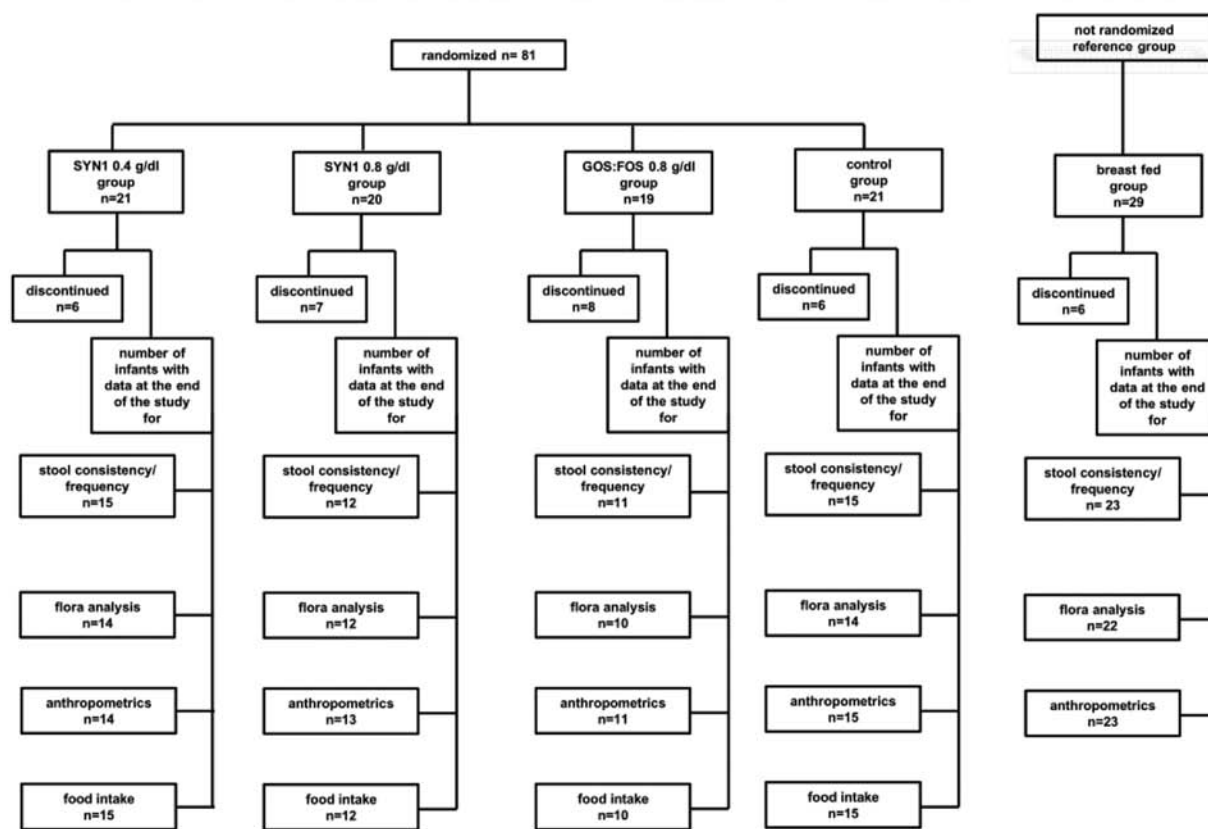 randomized n= 81
not randomized
reference group
SYN1 0.4 g/dl
group
n=21
SYN1 0.8 g/dl
group
n=20
GOS:FOS 0.8 g/dl
group
n=19
control
group
n=21
breast fed
group
n=29
discontinued
n=6
discontinued
n=7
discontinued
n=8
discontinued
n=6
discontinued
n=6
number of
infants with
data at the end
of the study
for
number of
infants with
data at the end
of the study
for
number of
infants with
data at the end
of the study
for
number of
infants with
data at the end
of the study
for
number of
infants with
data at the end
of the study
for
stool consistency/
frequency
n=15
stool consistency/
frequency
n=12
stool consistency/
frequency
n=11
stool consistency/
frequency
n=15
stool consistency/
frequency
n= 23
flora analysis
n=14
flora analysis
n=12
flora analysis
n=10
flora analysis
n=14
flora analysis
n=22
anthropometrics
n=14
anthropometrics
n=13
anthropometrics
n=11
anthropometrics
n=15
anthropometrics
n=23
food intake
n=15
food intake
n=12
food intake
n=10
food intake
n=15